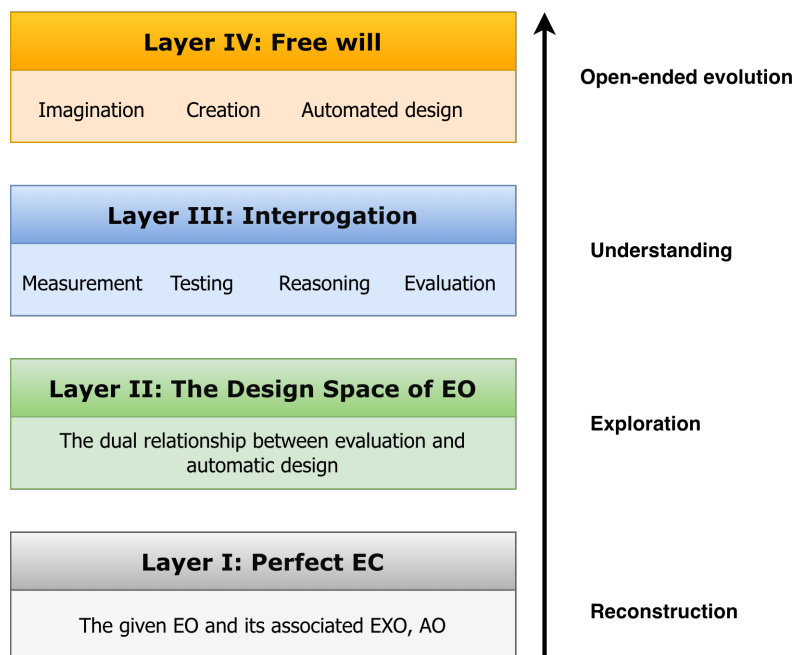 Layer IV: Free will
Imagination Creation Automated design
Open-ended evolution
Layer III: Interrogation
Measurement Testing Reasoning Evaluation
Understanding
Layer II: The Design Space of EO
The dual relationship between evaluation and
automatic design
Exploration
Layer I: Perfect EC
The given EO and its associated EXO, AO
Reconstruction